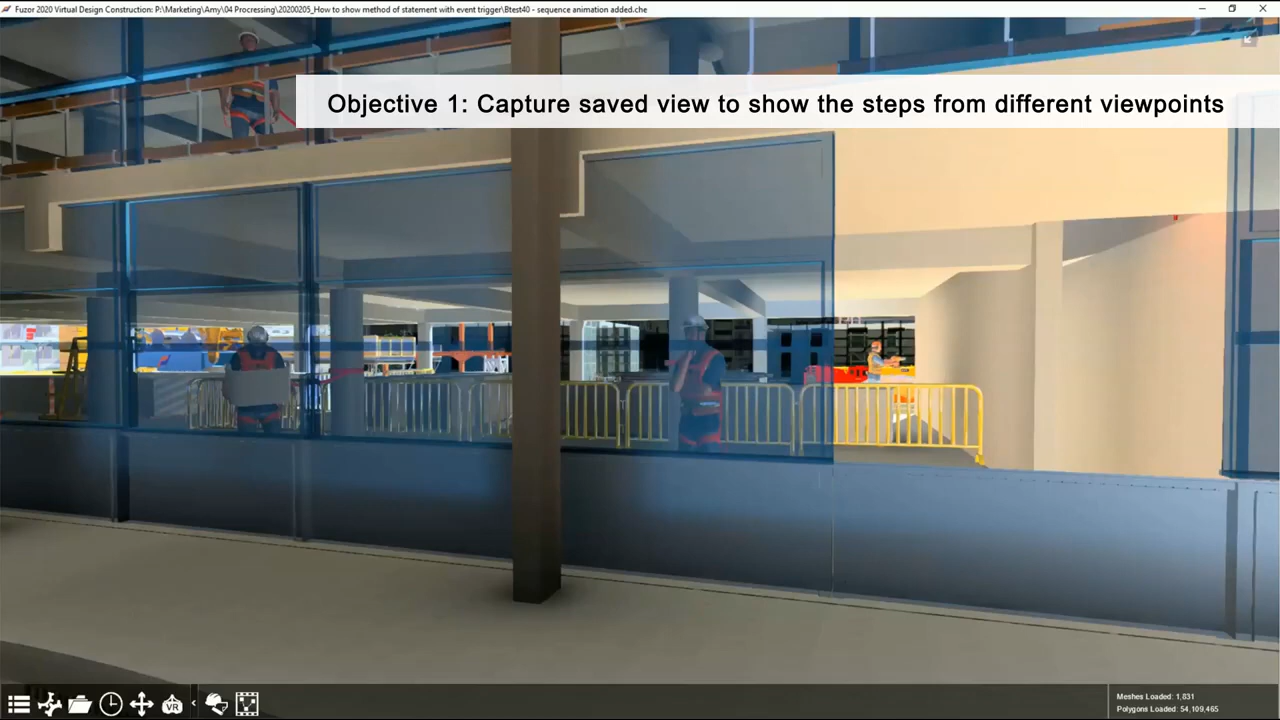 Fuzor 2020 Virtual Design Construction: P:\Marketing\Amy\04 Procressing\20200205_How to show method of statement with event trigger\Btest40 - sequence animation added.che
Objective 1: Capture saved view to show the steps from different viewpoints
VR
Meshes Loaded: 1,831
Polygons Loaded: 54,109,465